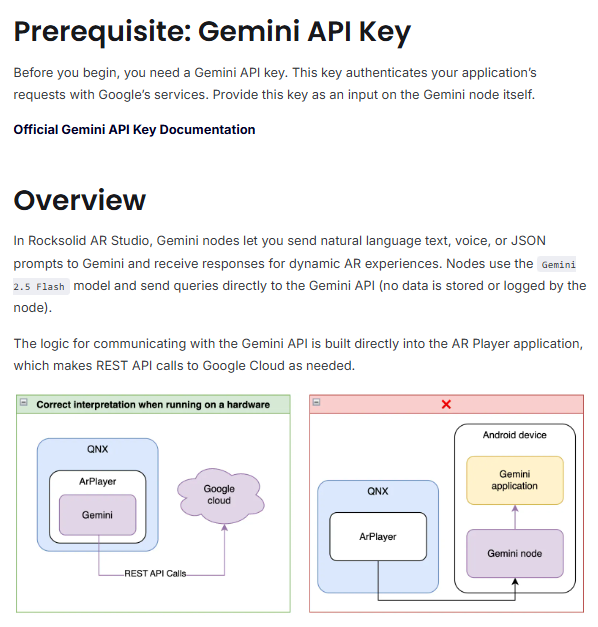 Prerequisite: Gemini API Key
Before you begin, you need a Gemini API key. This key authenticates your application's
requests with Google's services. Provide this key as an input on the Gemini node itself.
Official Gemini API Key Documentation
Overview
In Rocksolid AR Studio, Gemini nodes let you send natural language text, voice, or JSON
prompts to Gemini and receive responses for dynamic AR experiences. Nodes use the Gemini
2.5 Flash model and send queries directly to the Gemini API (no data is stored or logged by the
node).
The logic for communicating with the Gemini API is built directly into the AR Player application,
which makes REST API calls to Google Cloud as needed.
Correct interpretation when running on a hardware
QNX
ArPlayer
Gemini
Google
cloud
REST API Calls
Android device
Gemini
application
QNX
ArPlayer
Gemini node